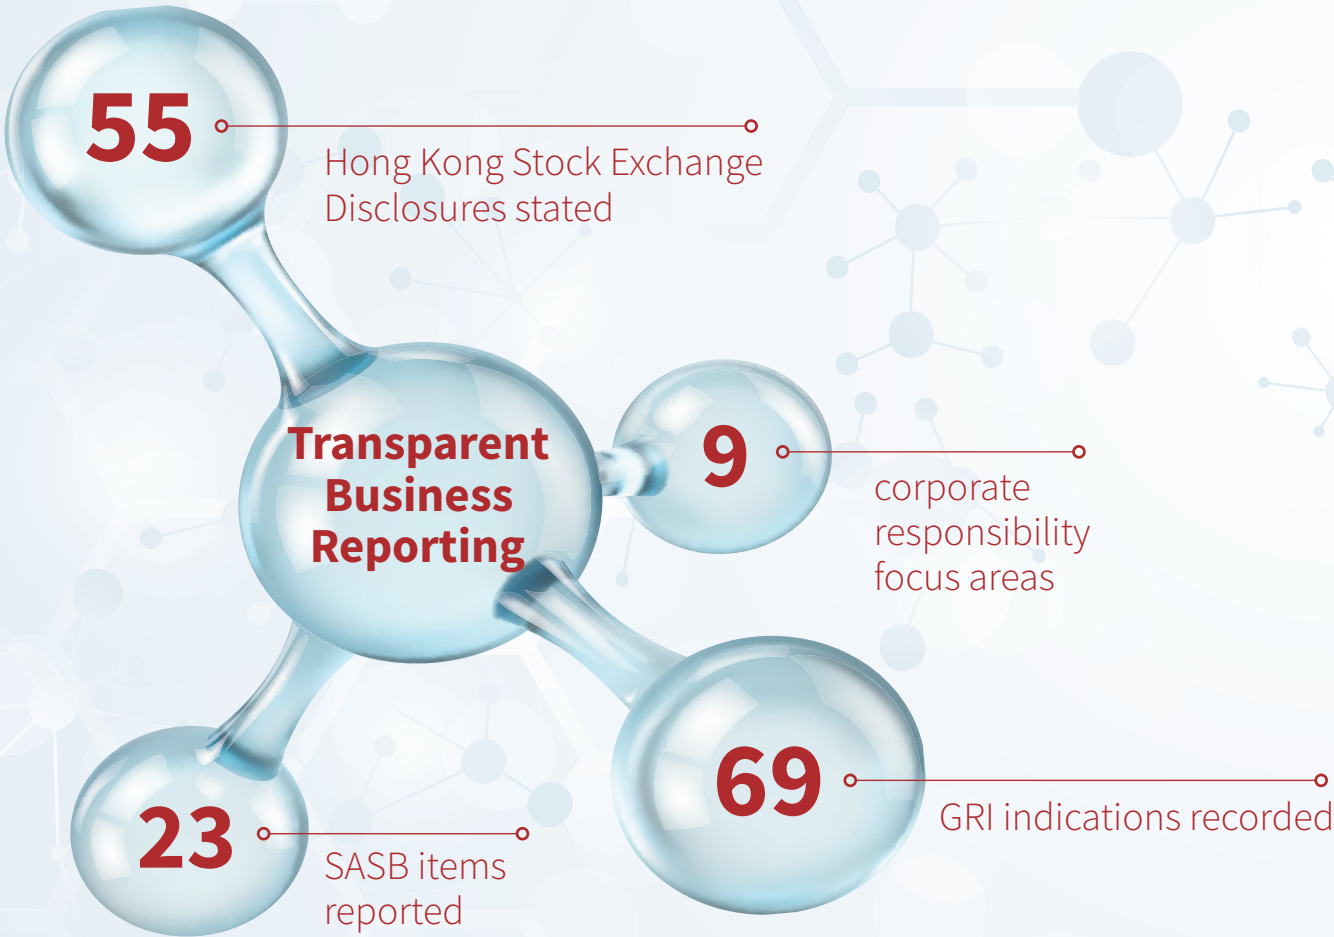 55
Hong Kong Stock Exchange
Disclosures stated
Transparent
Business
Reporting
9
corporate
responsibility
focus areas
69
GRI indications recorded
23
SASB items
reported